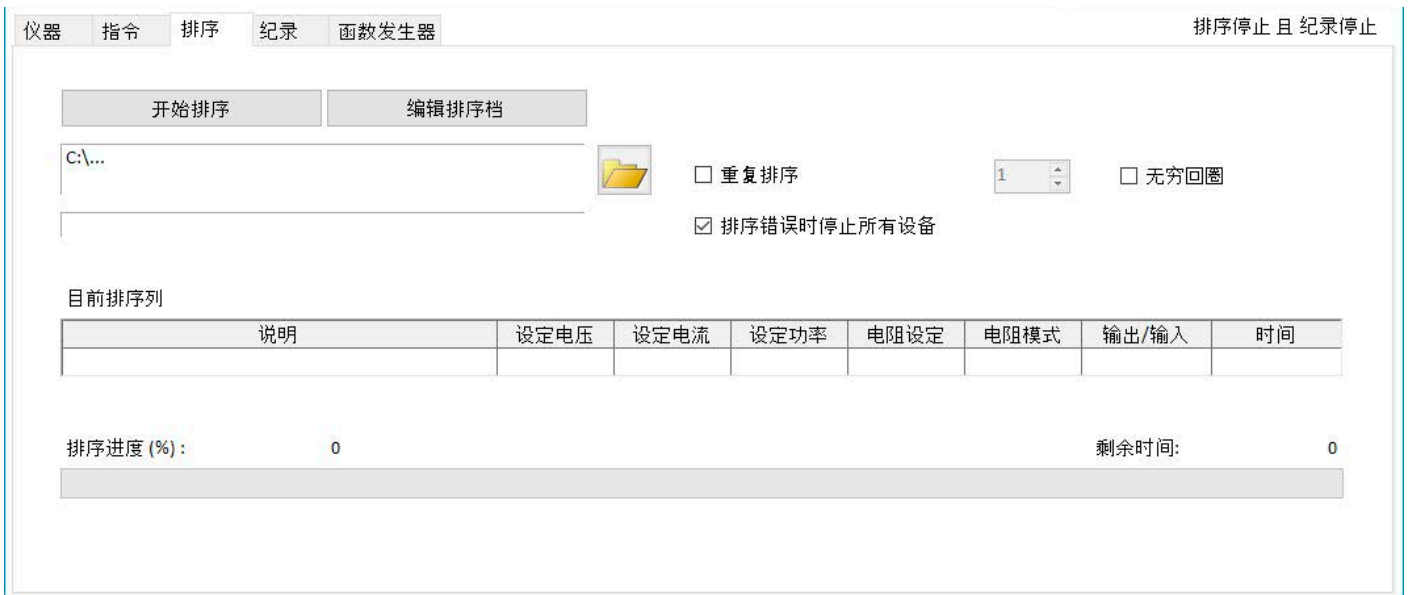 仪器 指令 排序 纪录 函数发生器 排序停止 且 纪录停止
开始排序 编辑排序档
C:\...
重复排序 1 无穷回圈
排序错误时停止所有设备
目前排序列
说明 设定电压 设定电流 设定功率 电阻设定 电阻模式 输出/输入 时间
排序进度 (%) : 0 剩余时间: 0